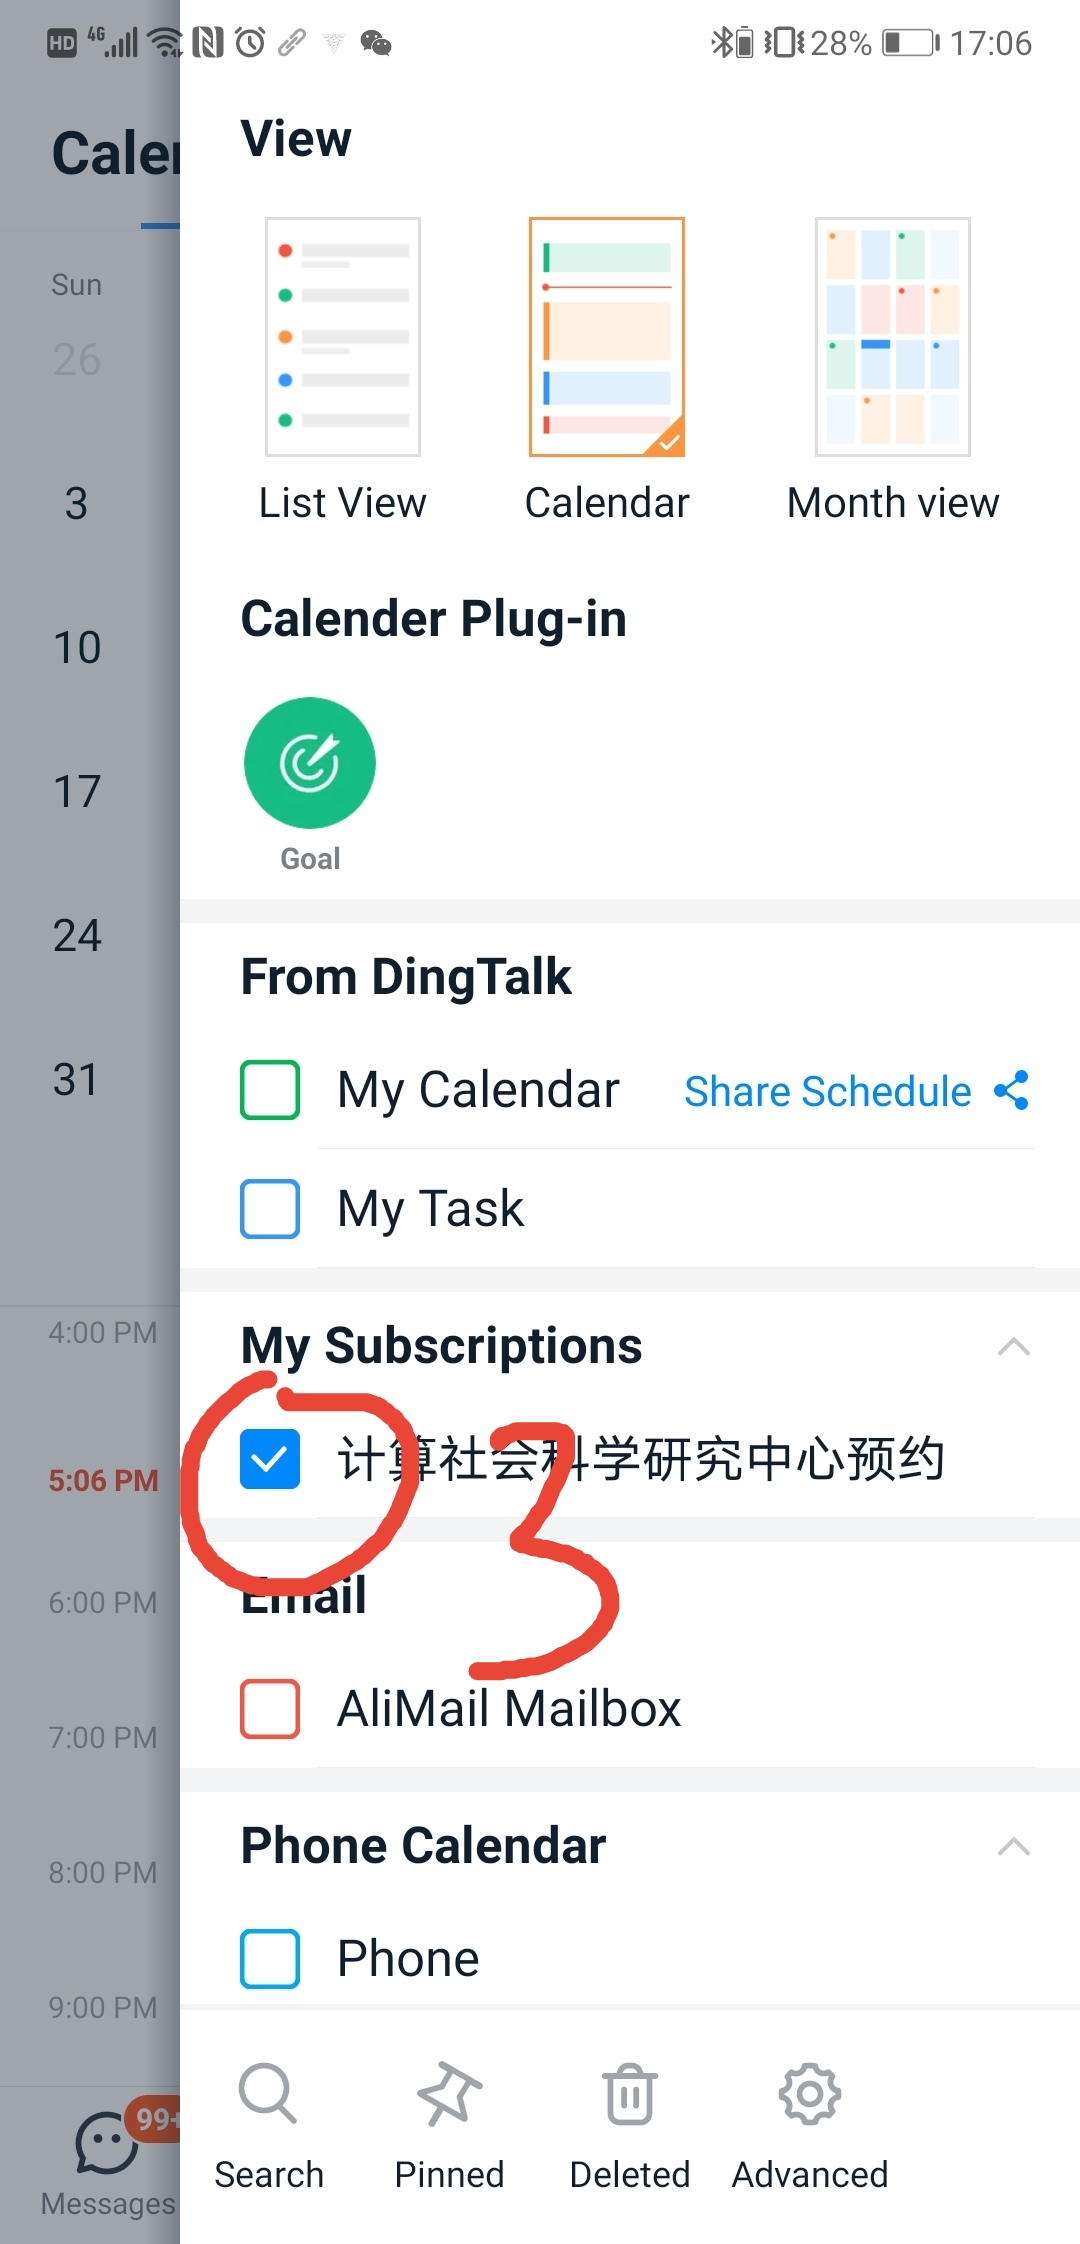 HD 4G 28% 17:06
Caler
Sun
26
3
10
17
24
31
4:00 PM
5:06 PM
6:00 PM
7:00 PM
8:00 PM
9:00 PM
99+
Messages
View
List View Calendar Month view
Calender Plug-in
Goal
From DingTalk
My Calendar Share Schedule
My Task
My Subscriptions
计算社会科学研究中心预约
3
Email
AliMail Mailbox
Phone Calendar
Phone
Search Pinned Deleted Advanced